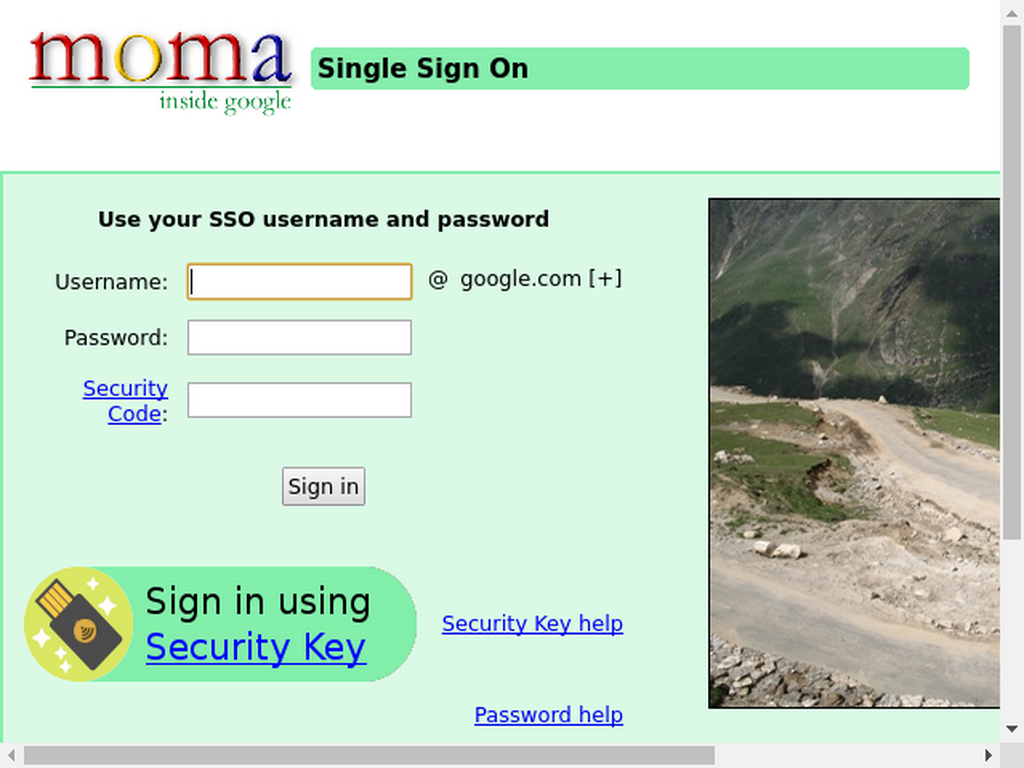 moma
inside google
Single Sign On
Use your SSO username and password
Username:
@ google.com [+]
Password:
Security
Code:
Sign in
Sign in using
Security Key
Security Key help
Password help